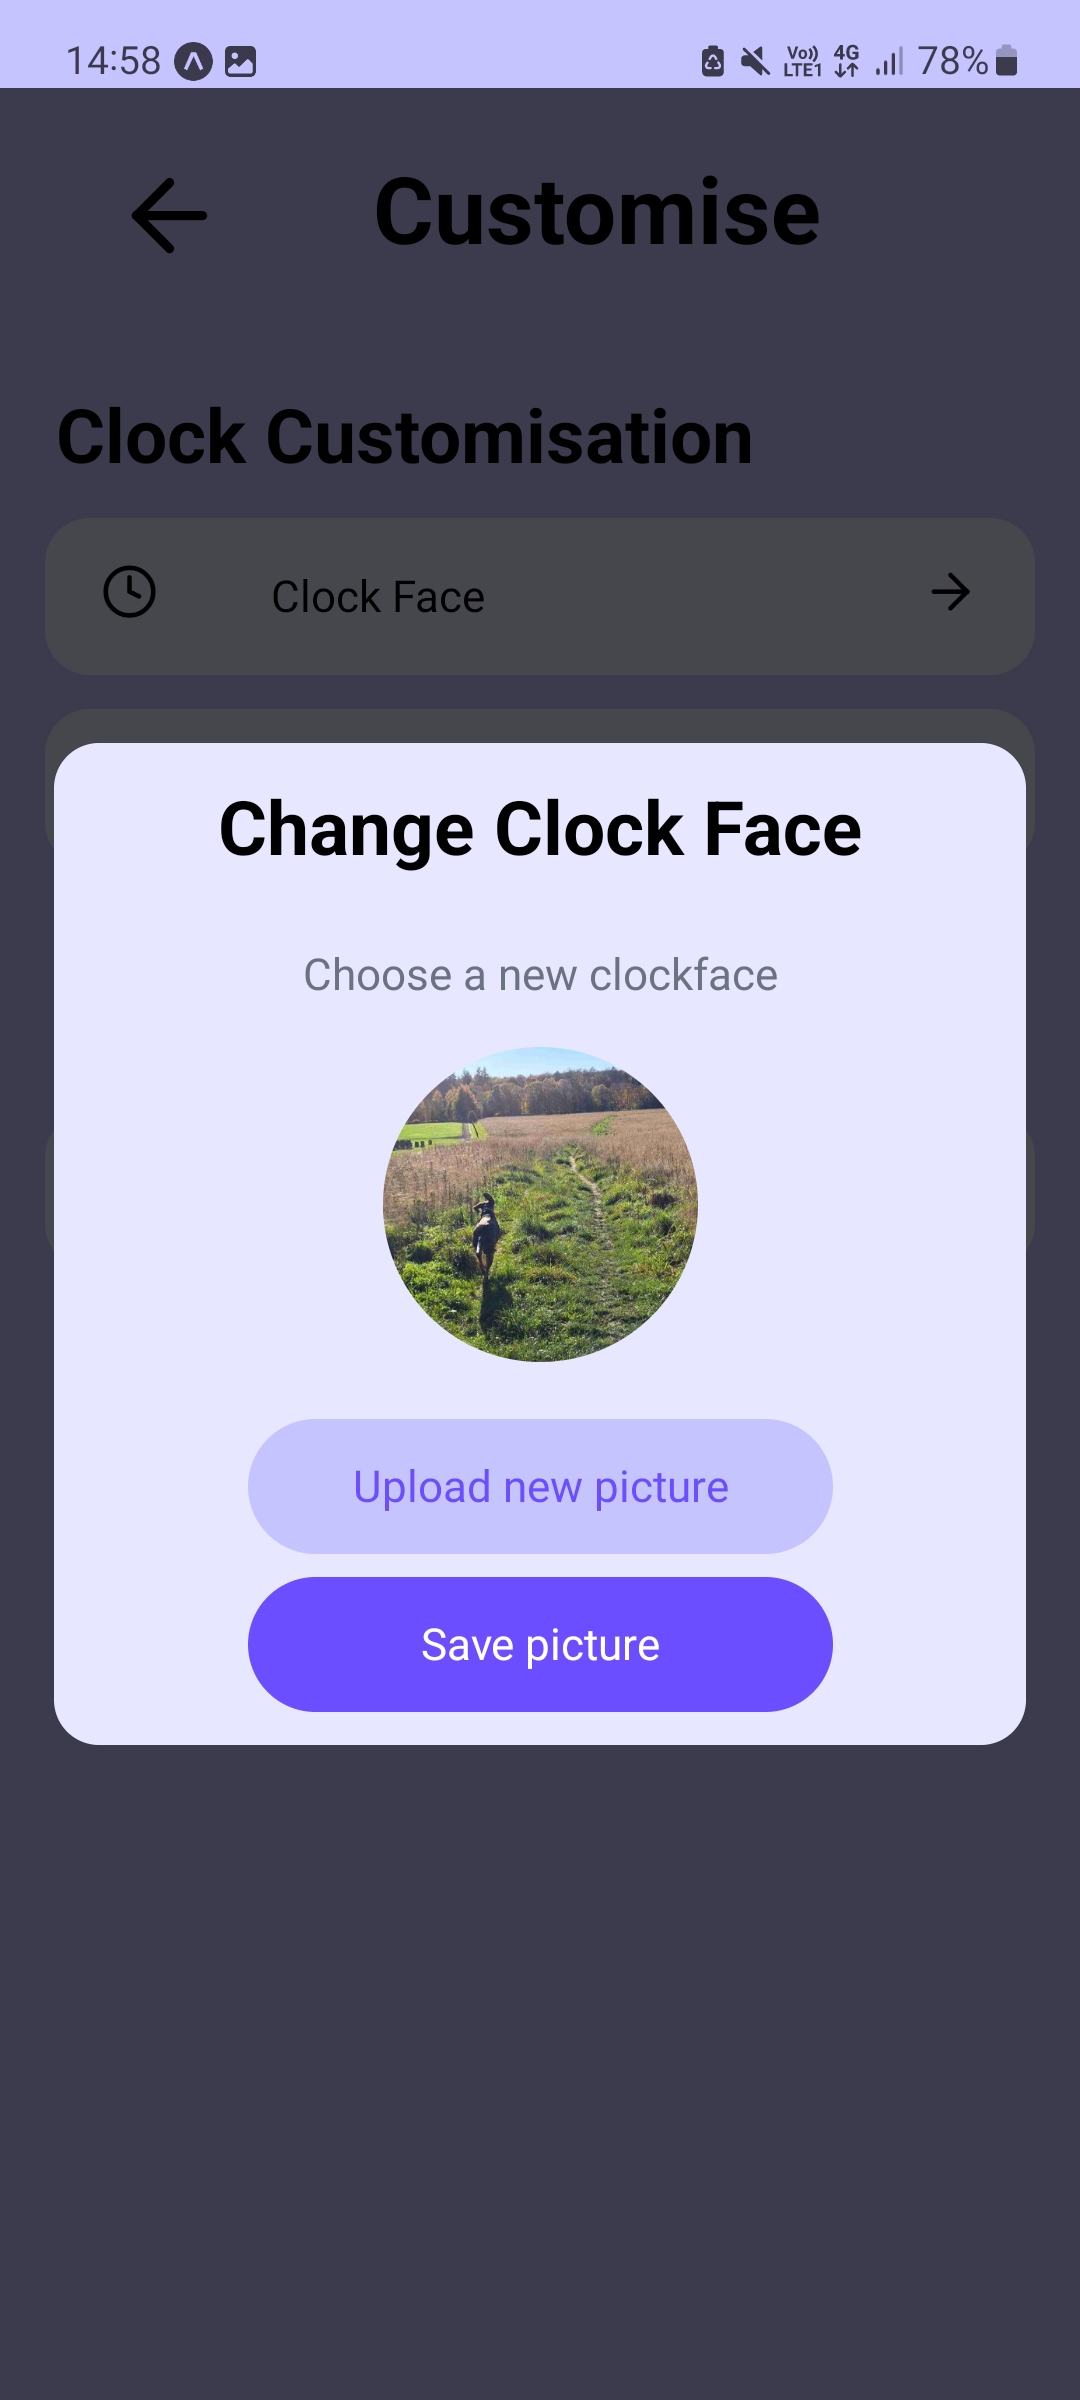 14:58 Vo)) LTE1 4G 78%
Customise
Clock Customisation
Clock Face
Change Clock Face
Choose a new clockface
Upload new picture
Save picture